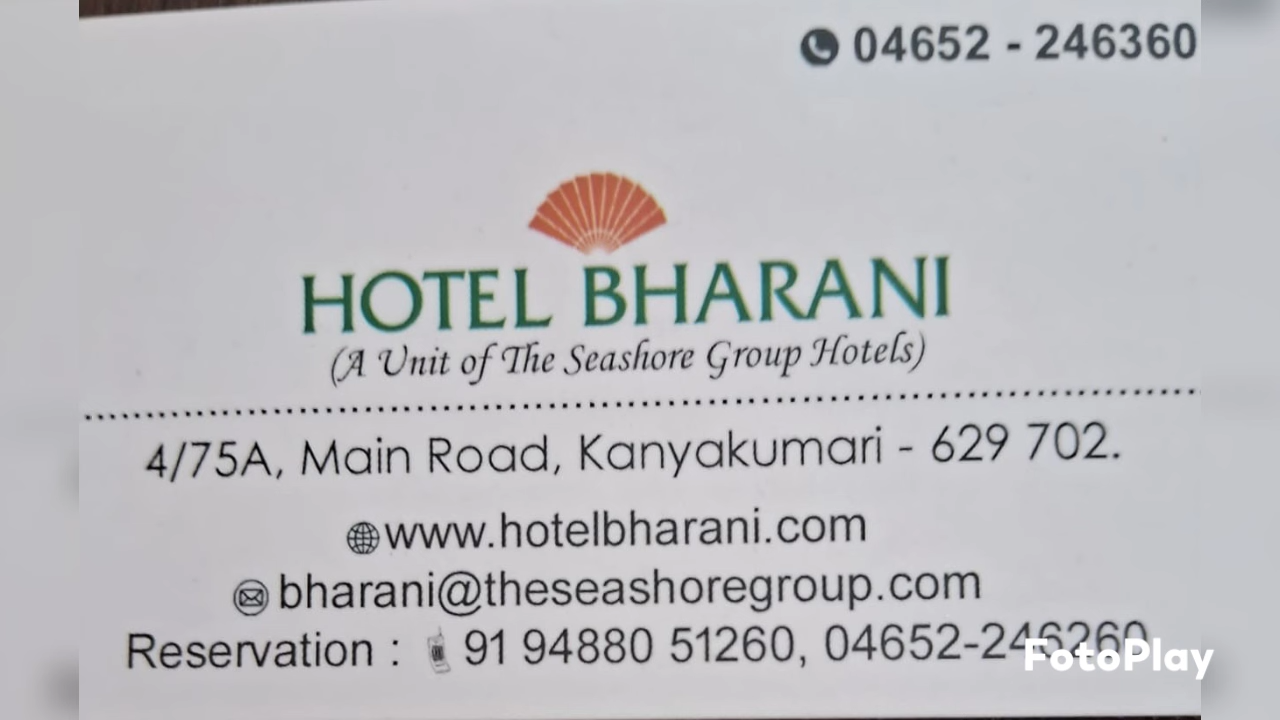 04652 - 246360
HOTEL BHARANI
(A Unit of The Seashore Group Hotels)
4/75A, Main Road, Kanyakumari - 629 702.
www.hotelbharani.com
bharani@theseashoregroup.com
Reservation : 91 94880 51260, 04652-246260
FotoPlay